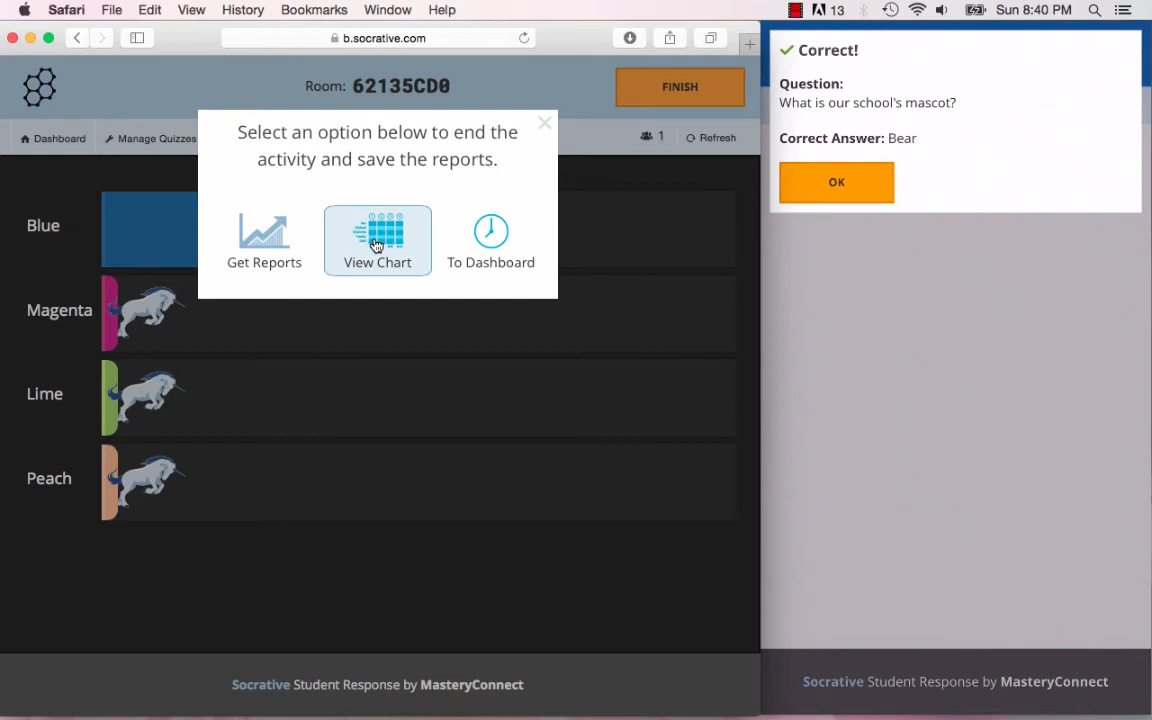 Safari File Edit View History Bookmarks Window Help
13
Sun 8:40 PM
b.socrative.com
Room: 62135CD0
FINISH
Dashboard
Manage Quizzes
1
Refresh
Select an option below to end the
activity and save the reports.
Get Reports
View Chart
To Dashboard
Blue
Magenta
Lime
Peach
Socrative Student Response by MasteryConnect
Correct!
Question:
What is our school's mascot?
Correct Answer: Bear
OK
Socrative Student Response by MasteryConnect